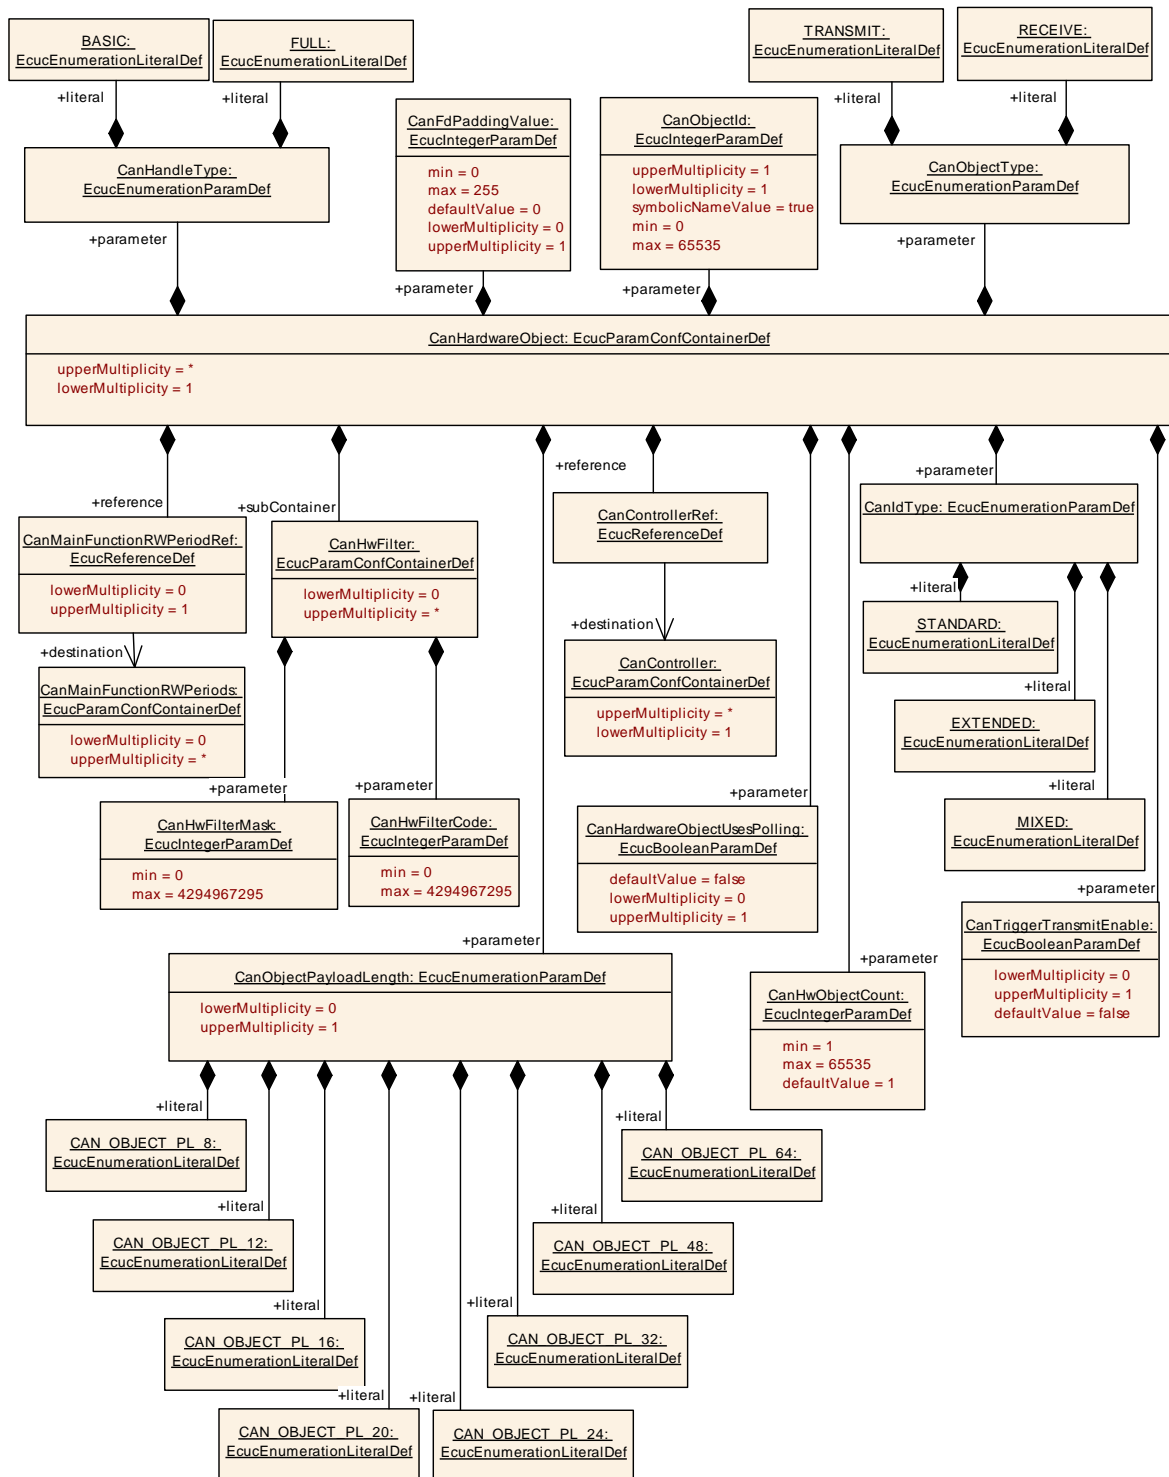 BASIC:
EcucEnumerationLiteralDef
FULL:
EcucEnumerationLiteralDef
TRANSMIT:
EcucEnumerationLiteralDef
RECEIVE:
EcucEnumerationLiteralDef
+literal
+literal
+literal
+literal
CanHandleType:
EcucEnumerationParamDef
CanFdPaddingValue:
EcucIntegerParamDef
min = 0
max = 255
defaultValue = 0
lowerMultiplicity = 0
upperMultiplicity = 1
CanObjectId:
EcucIntegerParamDef
upperMultiplicity = 1
lowerMultiplicity = 1
symbolicNameValue = true
min = 0
max = 65535
CanObjectType:
EcucEnumerationParamDef
+parameter
+parameter
+parameter
+parameter
CanHardwareObject: EcucParamConfContainerDef
upperMultiplicity = *
lowerMultiplicity = 1
+reference
+subContainer
+reference
+parameter
CanMainFunctionRWPeriodRef:
EcucReferenceDef
lowerMultiplicity = 0
upperMultiplicity = 1
CanHwFilter:
EcucParamConfContainerDef
lowerMultiplicity = 0
upperMultiplicity = *
CanControllerRef:
EcucReferenceDef
CanIdType: EcucEnumerationParamDef
+literal
STANDARD:
EcucEnumerationLiteralDef
+destination
+destination
CanMainFunctionRWPeriods:
EcucParamConfContainerDef
lowerMultiplicity = 0
upperMultiplicity = *
CanController:
EcucParamConfContainerDef
upperMultiplicity = *
lowerMultiplicity = 1
+literal
EXTENDED:
EcucEnumerationLiteralDef
+parameter
+parameter
+parameter
+literal
CanHwFilterMask:
EcucIntegerParamDef
min = 0
max = 4294967295
CanHwFilterCode:
EcucIntegerParamDef
min = 0
max = 4294967295
CanHardwareObjectUsesPolling:
EcucBooleanParamDef
defaultValue = false
lowerMultiplicity = 0
upperMultiplicity = 1
MIXED:
EcucEnumerationLiteralDef
+parameter
CanTriggerTransmitEnable:
EcucBooleanParamDef
lowerMultiplicity = 0
upperMultiplicity = 1
defaultValue = false
+parameter
CanObjectPayloadLength: EcucEnumerationParamDef
lowerMultiplicity = 0
upperMultiplicity = 1
+parameter
CanHwObjectCount:
EcucIntegerParamDef
min = 1
max = 65535
defaultValue = 1
+literal
+literal
CAN_OBJECT_PL_8:
EcucEnumerationLiteralDef
CAN_OBJECT_PL_64:
EcucEnumerationLiteralDef
+literal
+literal
CAN_OBJECT_PL_12:
EcucEnumerationLiteralDef
CAN_OBJECT_PL_48:
EcucEnumerationLiteralDef
+literal
+literal
CAN_OBJECT_PL_16:
EcucEnumerationLiteralDef
CAN_OBJECT_PL_32:
EcucEnumerationLiteralDef
+literal
+literal
CAN_OBJECT_PL_20:
EcucEnumerationLiteralDef
CAN_OBJECT_PL_24:
EcucEnumerationLiteralDef